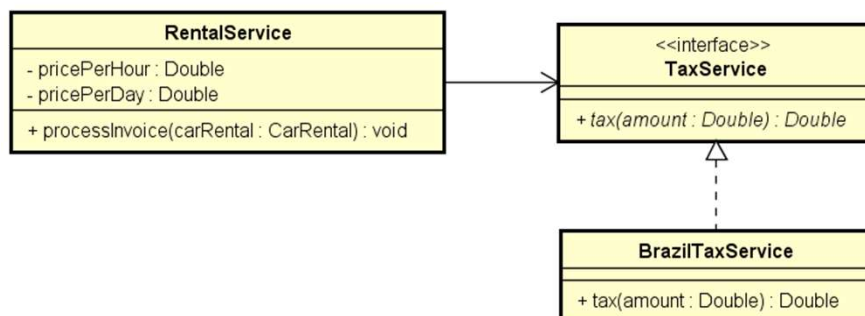 RentalService
- pricePerHour : Double
- pricePerDay : Double
+ processInvoice(carRental : CarRental) : void
<<interface>>
TaxService
+ tax(amount : Double) : Double
BrazilTaxService
+ tax(amount : Double) : Double